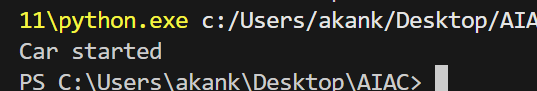 11\python.exe c:/Users/akank/Desktop/AIA
Car started
PS C:\Users\akank\Desktop\AIAC>